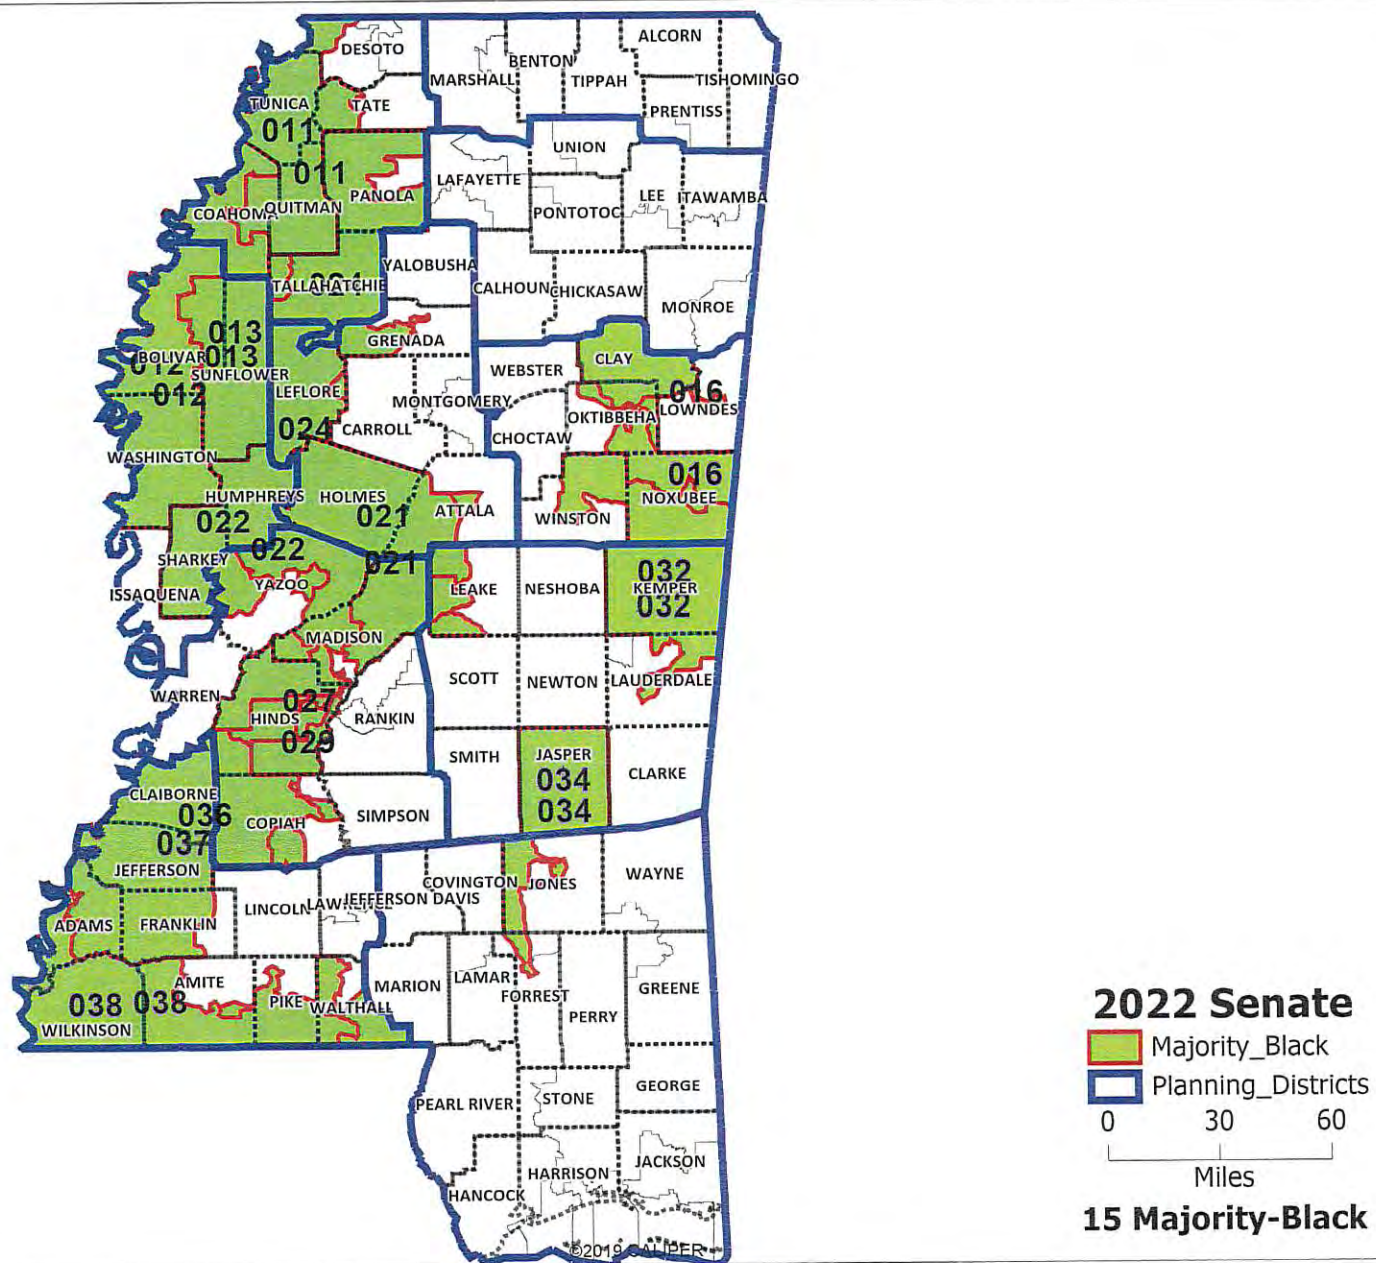 DESOTO
ALCORN
BENTON
MARSHALL
TIPPAH
TISHOMINGO
TUNICA
TATE
PRENTISS
011
UNION
011
LAFAYETTE
PANOLA
LEE
ITAWAMBA
COAHOMA
QUITMAN
PONTOTOC
YALOBUSHA
TALLAHATCHIE
CALHOUN
CHICKASAW
MONROE
013
GRENADA
BOLIVAR
013
012
SUNFLOWER
WEBSTER
CLAY
012
LEFLORE
MONTGOMERY
016
LOWNDES
OKTIBBEHA
024
CARROLL
CHOCTAW
WASHINGTON
016
HUMPHREYS
HOLMES
NOXUBEE
022
021
ATTALA
WINSTON
022
021
SHARKEY
YAZOO
032
ISSAQUENA
LEAKE
NESHOBA
KEMPER
032
MADISON
WARREN
SCOTT
NEWTON
LAUDERDALE
027
HINDS
RANKIN
029
SMITH
JASPER
CLARKE
034
CLAIBORNE
034
036
COPIAH
SIMPSON
037
JEFFERSON
COVINGTON
JONES
WAYNE
ADAMS
FRANKLIN
LINCOLN
LAWRENCE
JEFFERSON DAVIS
AMITE
MARION
LAMAR
038
038
PIKE
WALTHALL
FORREST
GREENE
WILKINSON
PERRY
PEARL RIVER
STONE
GEORGE
HANCOCK
HARRISON
JACKSON
©2019 CALIPER
2022 Senate
Majority_Black
Planning_Districts
0 30 60
Miles
15 Majority-Black